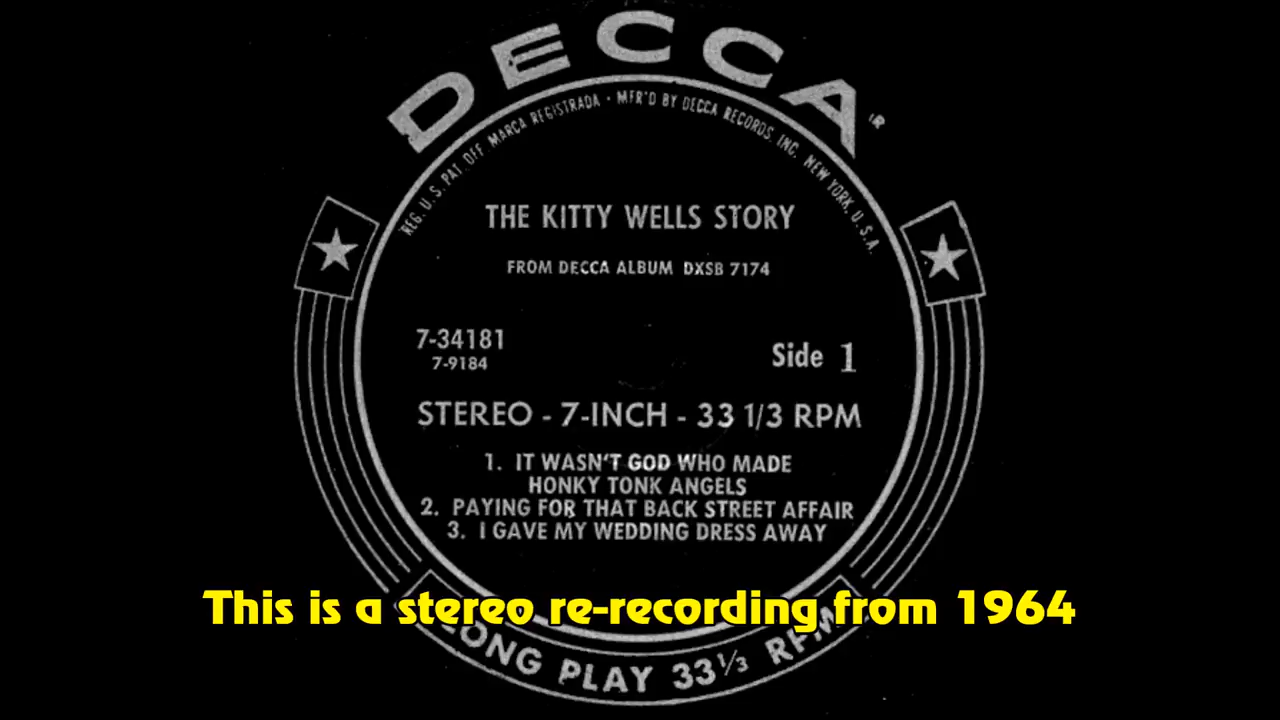 DECCA®
REG. U.S. PAT. OFF. MARCA REGISTRADA • MFR'D BY DECCA RECORDS, INC., NEW YORK, U.S.A.
THE KITTY WELLS STORY
FROM DECCA ALBUM DXSB 7174
7-34181
7-9184
Side 1
STEREO - 7-INCH - 33 1/3 RPM
1. IT WASN'T GOD WHO MADE
HONKY TONK ANGELS
2. PAYING FOR THAT BACK STREET AFFAIR
3. I GAVE MY WEDDING DRESS AWAY
This is a stereo re-recording from 1964
LONG PLAY 33 1/3 RPM